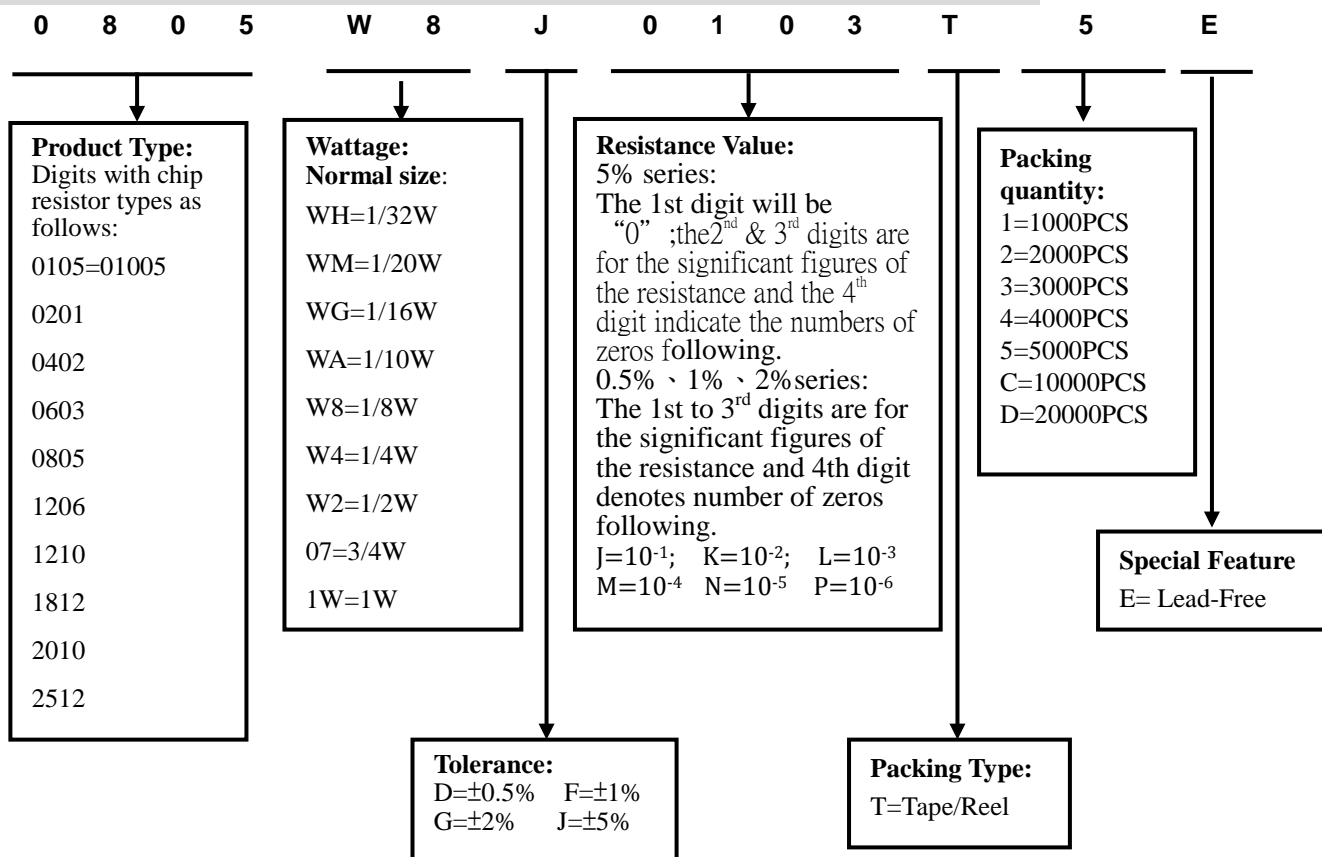 0 8 0 5 W 8 J 0 1 0 3 T 5 E
Product Type:
Digits with chip
resistor types as
follows:
0105=01005
0201
0402
0603
0805
1206
1210
1812
2010
2512
Wattage:
Normal size:
WH=1/32W
WM=1/20W
WG=1/16W
WA=1/10W
W8=1/8W
W4=1/4W
W2=1/2W
07=3/4W
1W=1W
Resistance Value:
5% series:
The 1st digit will be
“0” ;the2nd & 3rd digits are
for the significant figures of
the resistance and the 4th
digit indicate the numbers of
zeros following.
0.5%、1%、2%series:
The 1st to 3rd digits are for
the significant figures of
the resistance and 4th digit
denotes number of zeros
following.
J=10-1; K=10-2; L=10-3
M=10-4 N=10-5 P=10-6
Packing
quantity:
1=1000PCS
2=2000PCS
3=3000PCS
4=4000PCS
5=5000PCS
C=10000PCS
D=20000PCS
Special Feature
E= Lead-Free
Tolerance:
D=±0.5% F=±1%
G=±2% J=±5%
Packing Type:
T=Tape/Reel